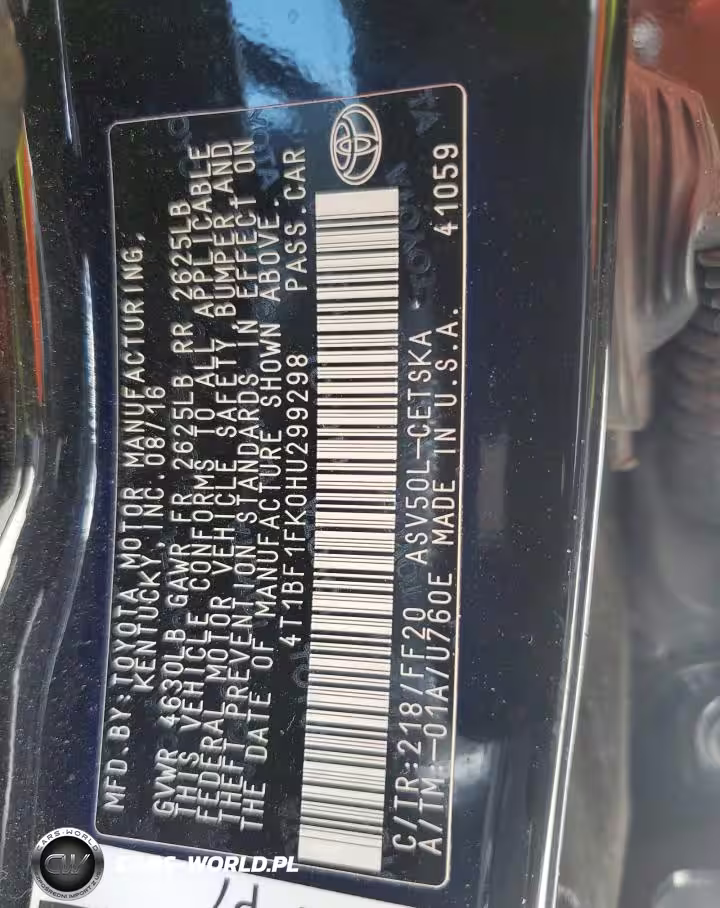 MFD.BY:TOYOTA MOTOR MANUFACTURING,
KENTUCKY, INC. 08/16
GVWR 4630LB GAWR FR 2625LB RR 2625LB
THIS VEHICLE CONFORMS TO ALL APPLICABLE
FEDERAL MOTOR VEHICLE SAFETY, BUMPER, AND
THEFT PREVENTION STANDARDS IN EFFECT ON
THE DATE OF MANUFACTURE SHOWN ABOVE.
4T1BF1FK0HU299298 PASS.CAR
C/TR:218/FF20 ASV50L-CETSKA
A/TM:-01A/U760E MADE IN U.S.A. 41059
CARS-WORLD.PL
CARS-WORLD
CW